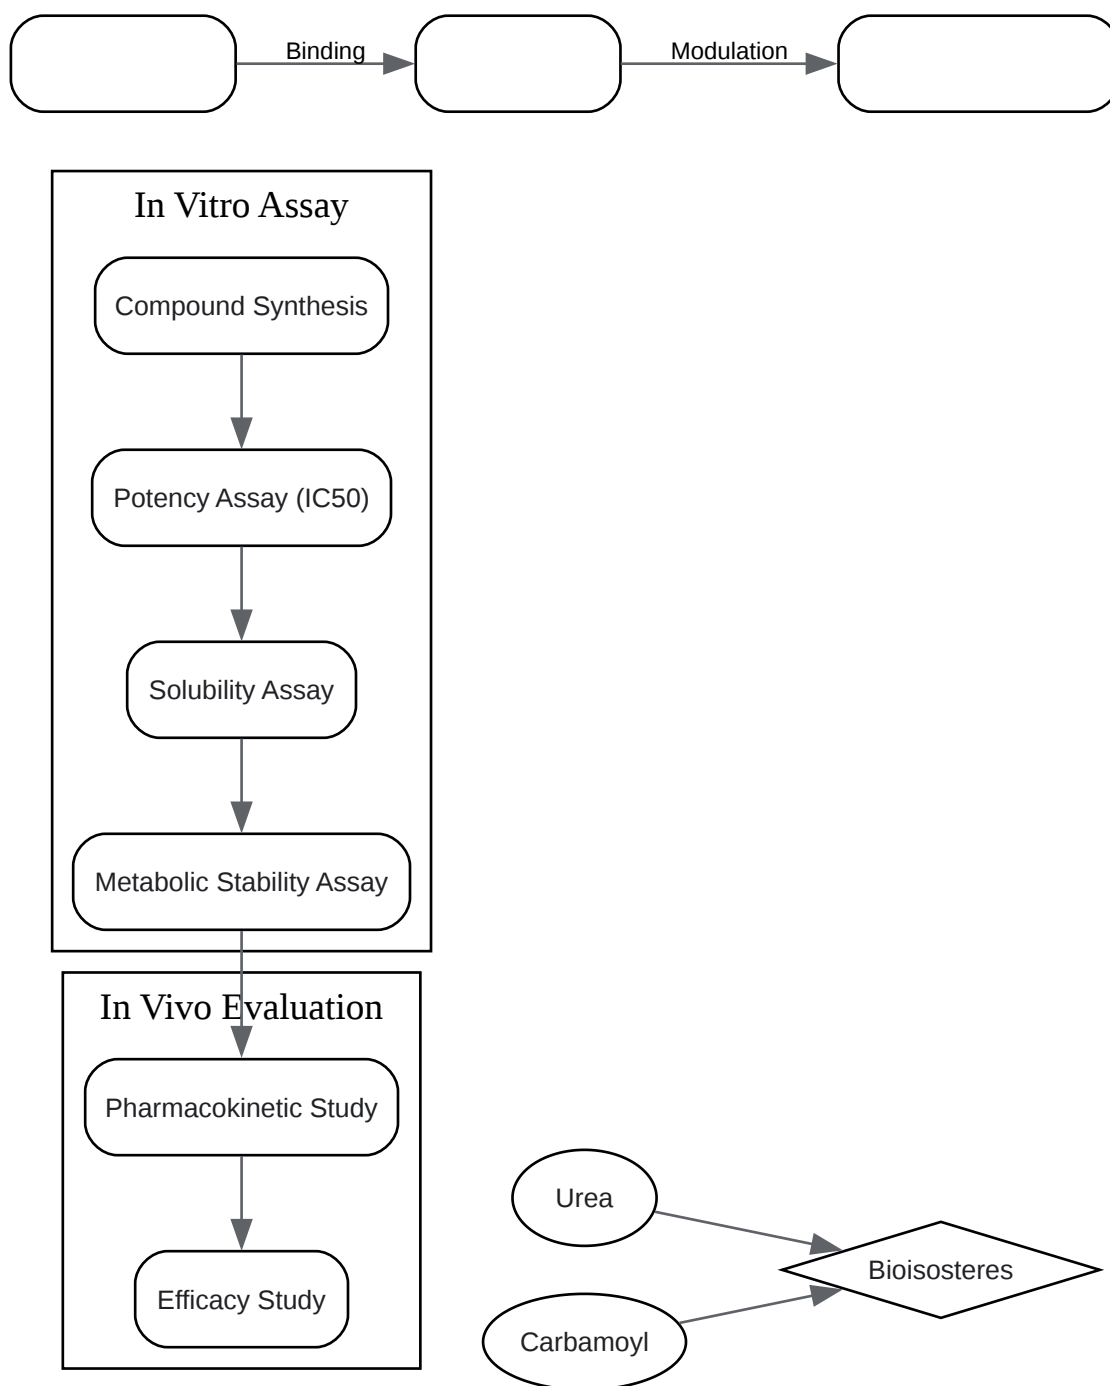 Binding
Modulation
In Vitro Assay
Compound Synthesis
Potency Assay (IC50)
Solubility Assay
Metabolic Stability Assay
In Vivo Evaluation
Pharmacokinetic Study
Efficacy Study
Urea
Bioisosteres
Carbamoyl